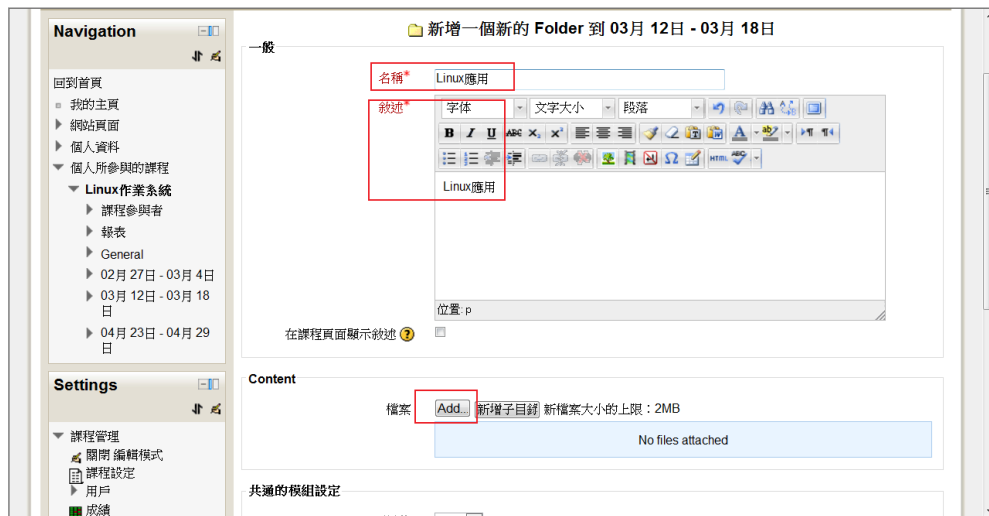 Navigation
回到首頁
我的主頁
網站頁面
個人資料
個人所參與的課程
Linux作業系統
課程參與者
報表
General
02月 27日 - 03月 4日
03月 12日 - 03月 18
日
04月 23日 - 04月 29
日
Settings
課程管理
關閉 編輯模式
課程設定
用戶
成績
新增一個新的 Folder 到 03月 12日 - 03月 18日
一般
名稱* Linux應用
敘述* 字体 文字大小 段落
B I U ABC X₂ X² A ab
Ω HTML ABC
Linux應用
位置: p
在課程頁面顯示敘述 ?
Content
檔案 Add... 新增子目錄 新檔案大小的上限：2MB
No files attached
共通的模組設定